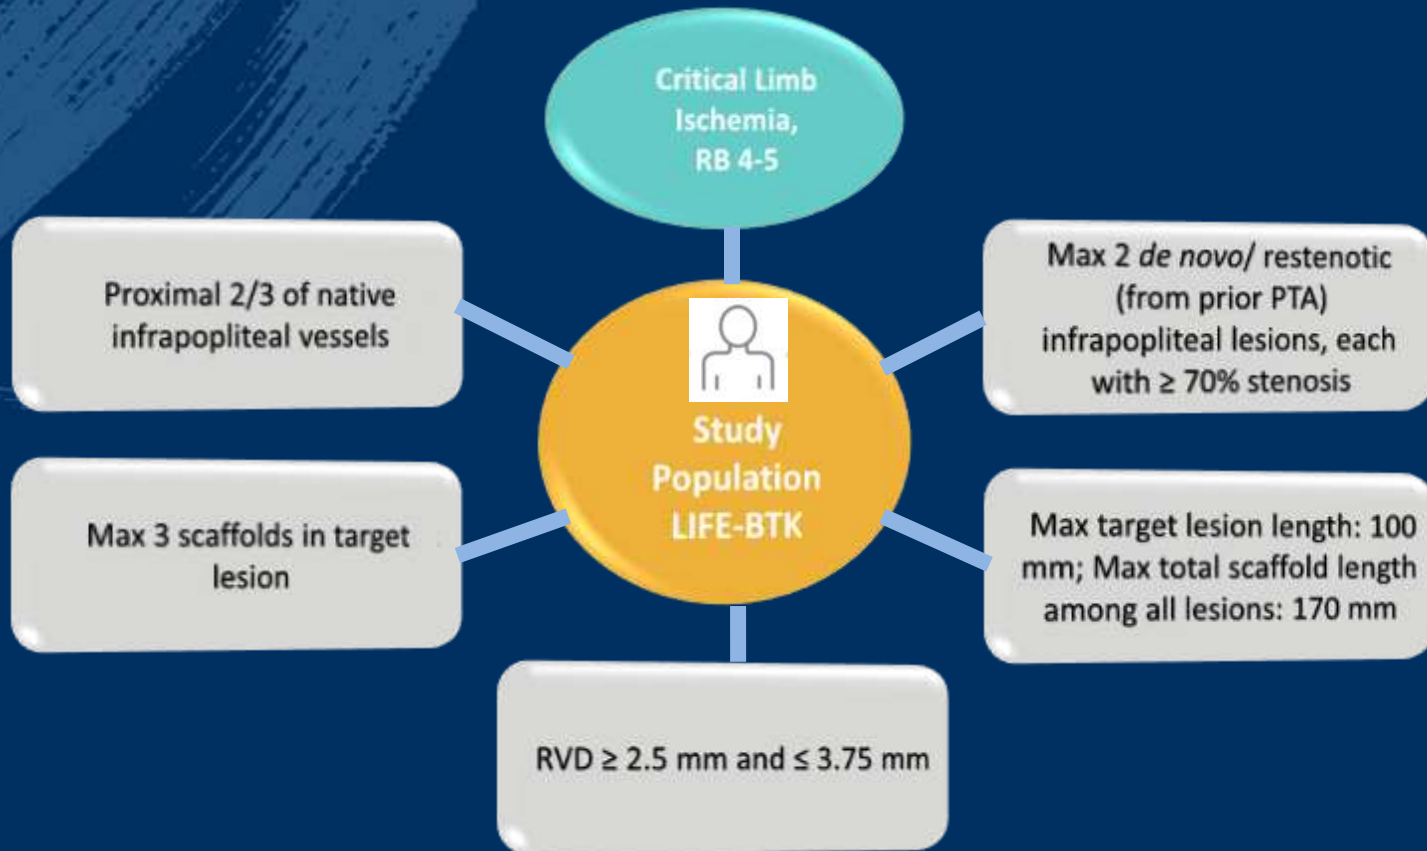 Critical Limb
Ischemia,
RB 4-5
Proximal 2/3 of native
infrapopliteal vessels
Max 2 de novo/ restenotic
(from prior PTA)
infrapopliteal lesions, each
with ≥ 70% stenosis
Study
Population
LIFE-BTK
Max 3 scaffolds in target
lesion
Max target lesion length: 100
mm; Max total scaffold length
among all lesions: 170 mm
RVD ≥ 2.5 mm and ≤ 3.75 mm